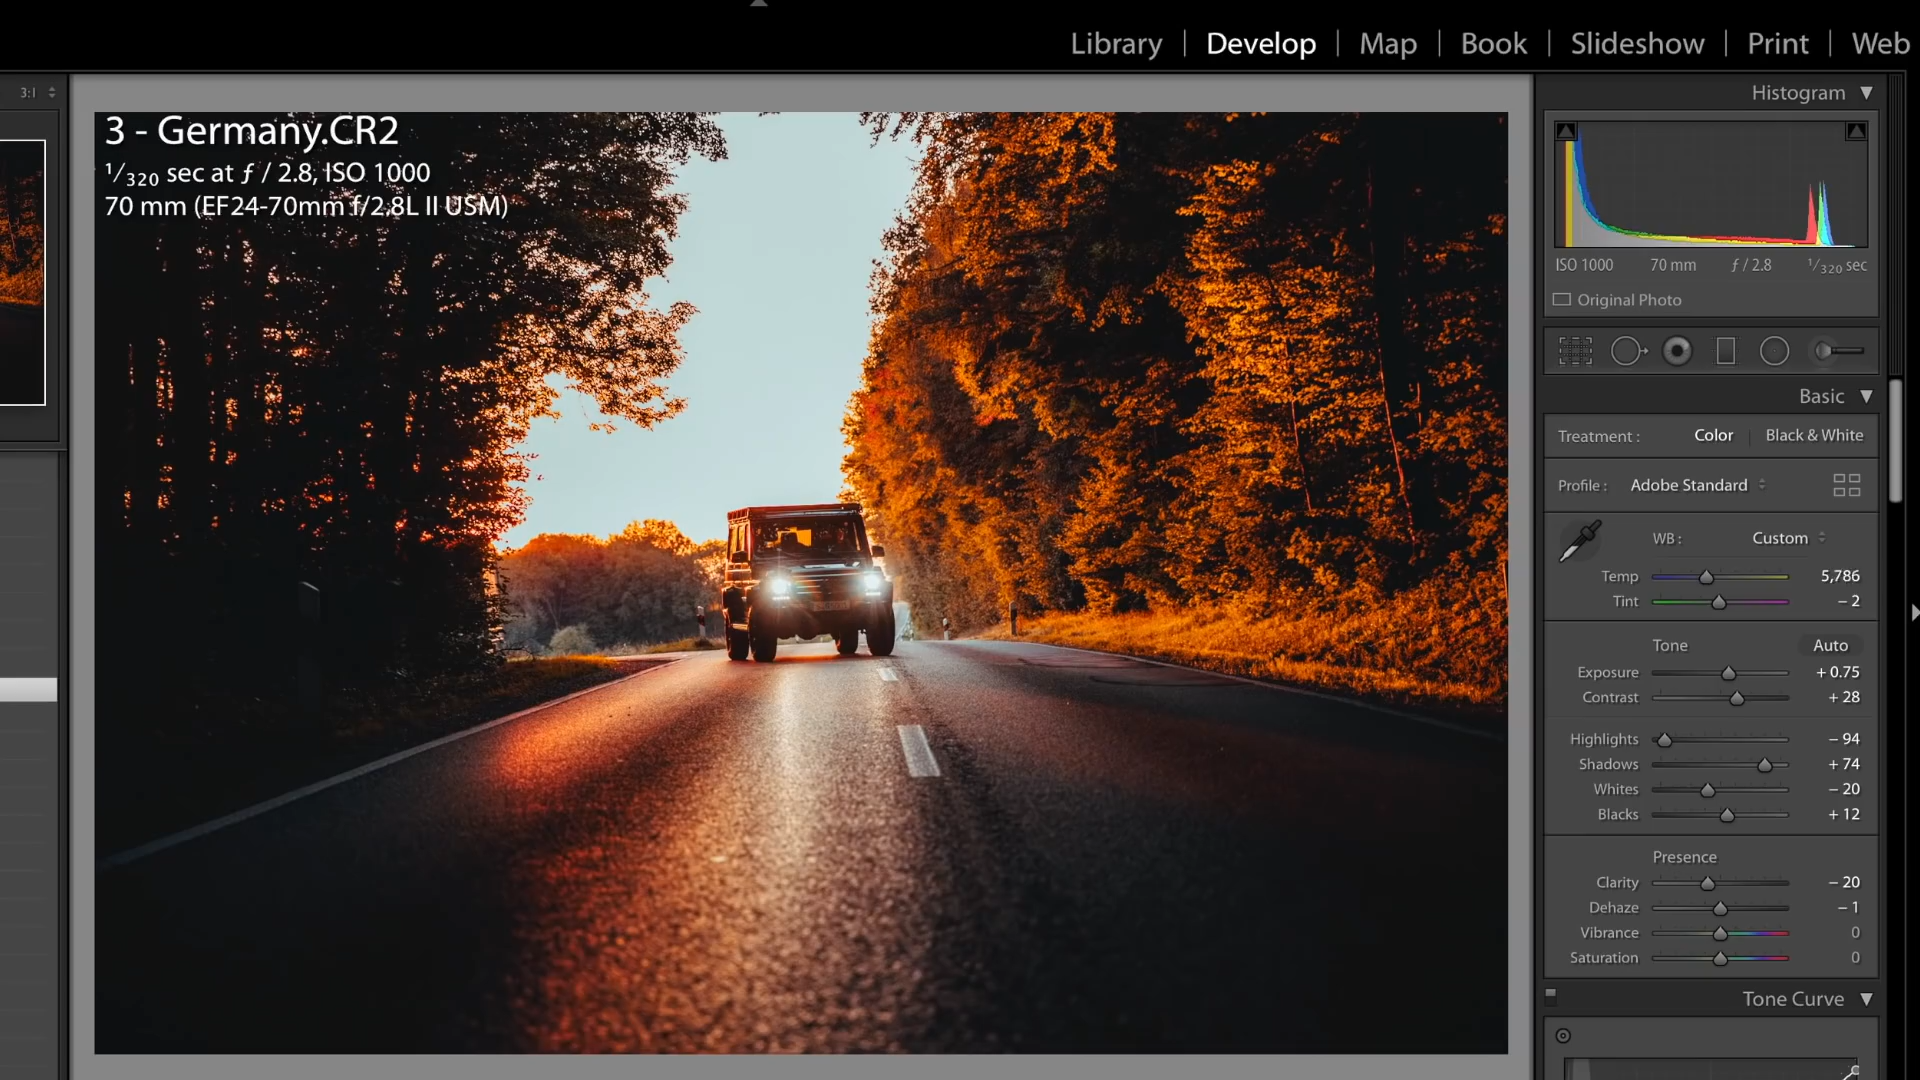 Library | Develop | Map | Book | Slideshow | Print | Web
3:1
Histogram
3 - Germany.CR2
1/320 sec at ƒ / 2.8, ISO 1000
70 mm (EF24-70mm f/2.8L II USM)
ISO 1000 70 mm ƒ / 2.8 1/320 sec
Original Photo
Basic
Treatment : Color | Black & White
Profile : Adobe Standard
WB : Custom
Temp 5,786
Tint – 2
Tone Auto
Exposure + 0.75
Contrast + 28
Highlights – 94
Shadows + 74
Whites – 20
Blacks + 12
Presence
Clarity – 20
Dehaze – 1
Vibrance 0
Saturation 0
Tone Curve